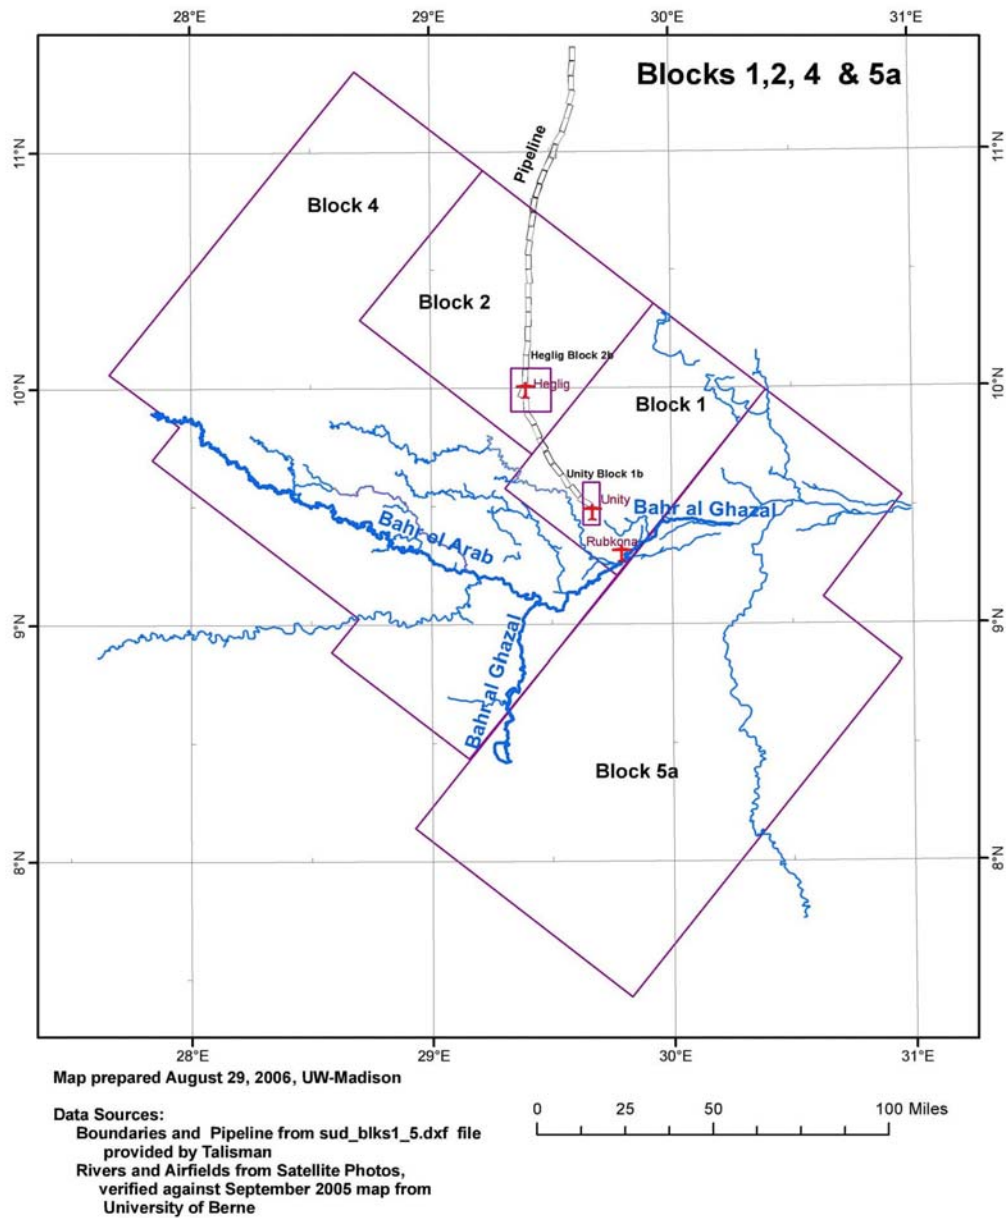 28°E 29°E 30°E 31°E
Blocks 1,2, 4 & 5a
11°N 11°N
Pipeline
Block 4
Block 2
Heglig Block 2b
Heglig
10°N 10°N
Block 1
Unity Block 1b
Unity
Bahr al Ghazal
Bahr el Arab
Rubkona
9°N 9°N
Bahr al Ghazal
Block 5a
8°N 8°N
28°E 29°E 30°E 31°E
Map prepared August 29, 2006, UW-Madison
0 25 50 100 Miles
Data Sources:
Boundaries and Pipeline from sud_blks1_5.dxf file
provided by Talisman
Rivers and Airfields from Satellite Photos,
verified against September 2005 map from
University of Berne